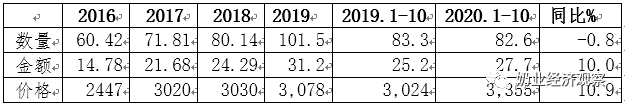 2016 2017 2018 2019 2019.1-10 2020.1-10 同比%
数量 60.42 71.81 80.14 101.5 83.3 82.6 -0.8
金额 14.78 21.68 24.29 31.2 25.2 27.7 10.0
价格 2447 3020 3030 3,078 3,024 3,355 10.9
奶业经济观察